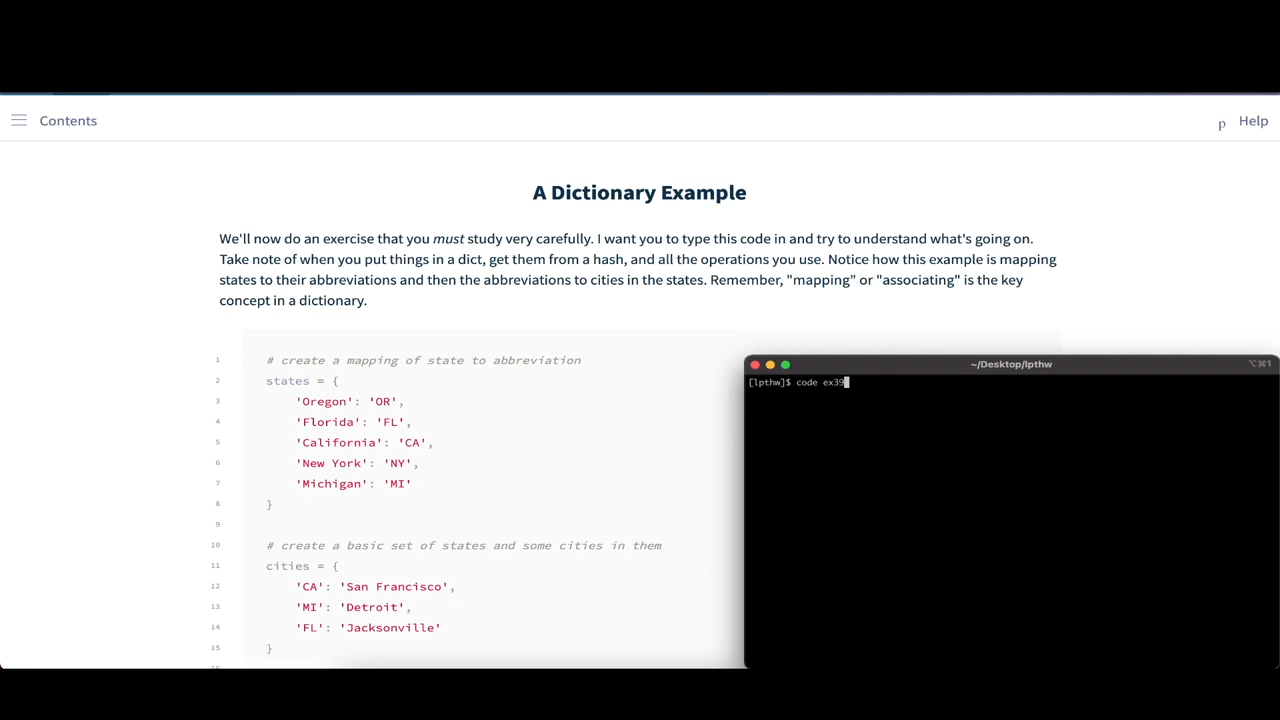 Contents
p Help
A Dictionary Example
We'll now do an exercise that you must study very carefully. I want you to type this code in and try to understand what's going on.
Take note of when you put things in a dict, get them from a hash, and all the operations you use. Notice how this example is mapping
states to their abbreviations and then the abbreviations to cities in the states. Remember, "mapping" or "associating" is the key
concept in a dictionary.
1 # create a mapping of state to abbreviation
2 states = {
3 'Oregon': 'OR',
4 'Florida': 'FL',
5 'California': 'CA',
6 'New York': 'NY',
7 'Michigan': 'MI'
8 }
9
10 # create a basic set of states and some cities in them
11 cities = {
12 'CA': 'San Francisco',
13 'MI': 'Detroit',
14 'FL': 'Jacksonville'
15 }
~/Desktop/lpthw
⌥⌘1
[lpthw]$ code ex39